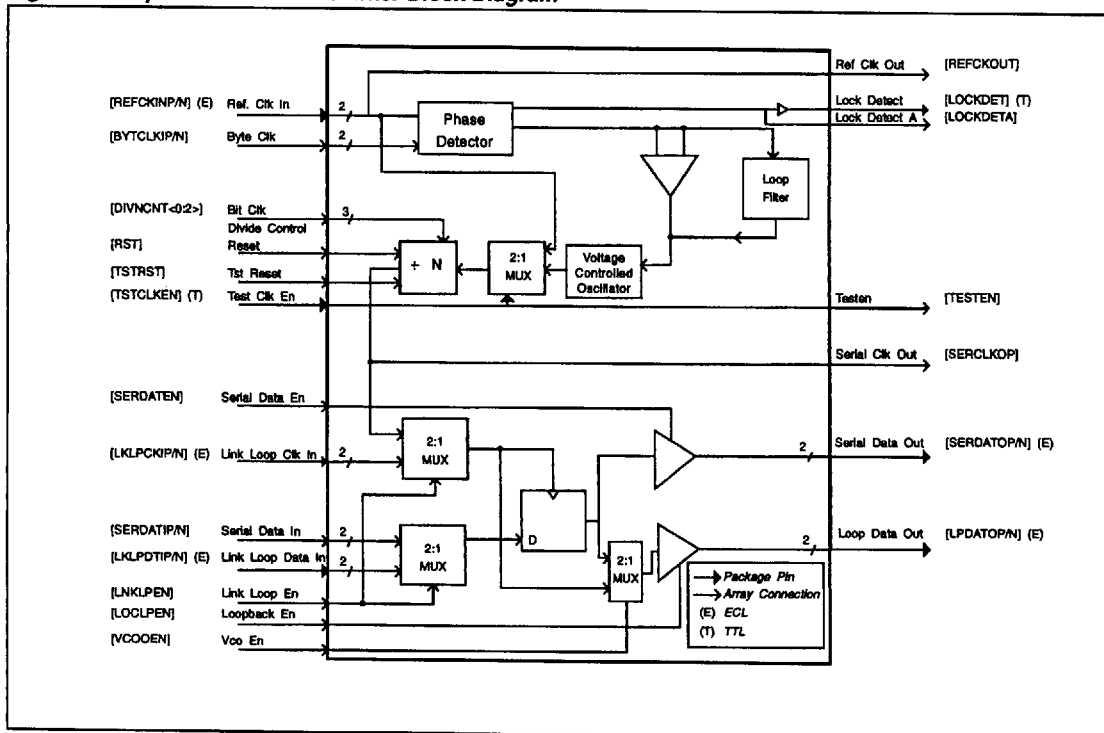 Block Diagram
[REFCKINP/N] (E) Ref. Clk In 2
[BYTCLKIP/N] Byte Clk 2
[DIVNCNT<0:2>] Bit Clk 3
Divide Control
[RST] Reset
[TSTRST] Tst Reset
[TSTCLKEN] (T) Test Clk En
[SERDATEN] Serial Data En
[LKLPCKIP/N] (E) Link Loop Clk In 2
[SERDATIP/N] Serial Data In 2
[LKLPDTIP/N] (E) Link Loop Data In 2
[LNKLPEN] Link Loop En
[LOCLPEN] Loopback En
[VCOOEN] Vco En
Phase
Detector
Loop
Filter
÷ N
2:1
MUX
Voltage
Controlled
Oscillator
2:1
MUX
2:1
MUX
D
2:1
MUX
Ref Clk Out [REFCKOUT]
Lock Detect [LOCKDET] (T)
Lock Detect A [LOCKDETA]
Testen [TESTEN]
Serial Clk Out [SERCLKOP]
2 Serial Data Out [SERDATOP/N] (E)
2 Loop Data Out [LPDATOP/N] (E)
Package Pin
Array Connection
(E) ECL
(T) TTL